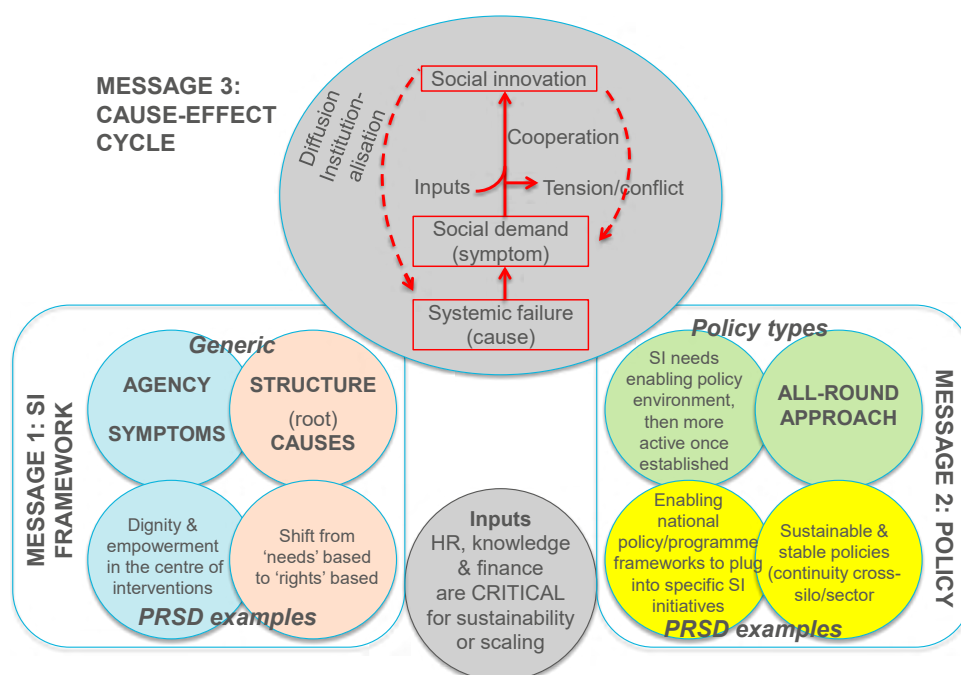 MESSAGE 3:
CAUSE-EFFECT
CYCLE
Diffusion
Institution-
alisation
Social innovation
Cooperation
Inputs
Tension/conflict
Social demand
(symptom)
Systemic failure
(cause)
MESSAGE 1: SI
FRAMEWORK
Generic
AGENCY
SYMPTOMS
STRUCTURE
(root)
CAUSES
Dignity &
empowerment
in the centre of
interventions
Shift from
‘needs’ based
to ‘rights’ based
PRSD examples
Inputs
HR, knowledge
& finance
are CRITICAL
for sustainability
or scaling
Policy types
SI needs
enabling policy
environment,
then more
active once
established
ALL-ROUND
APPROACH
Enabling
national
policy/programme
frameworks to plug
into specific SI
initiatives
Sustainable &
stable policies
(continuity cross-
silo/sector
PRSD examples
MESSAGE 2: POLICY